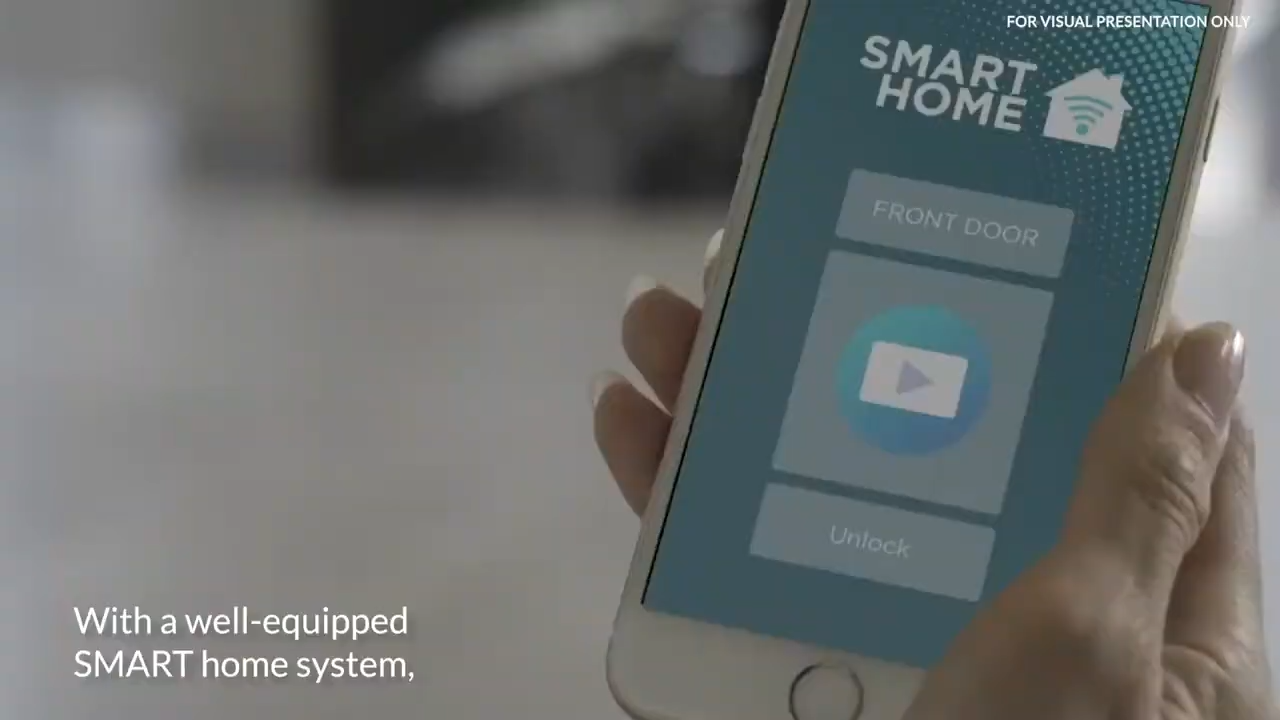 FOR VISUAL PRESENTATION ONLY
SMART
HOME
FRONT DOOR
Unlock
With a well-equipped
SMART home system,